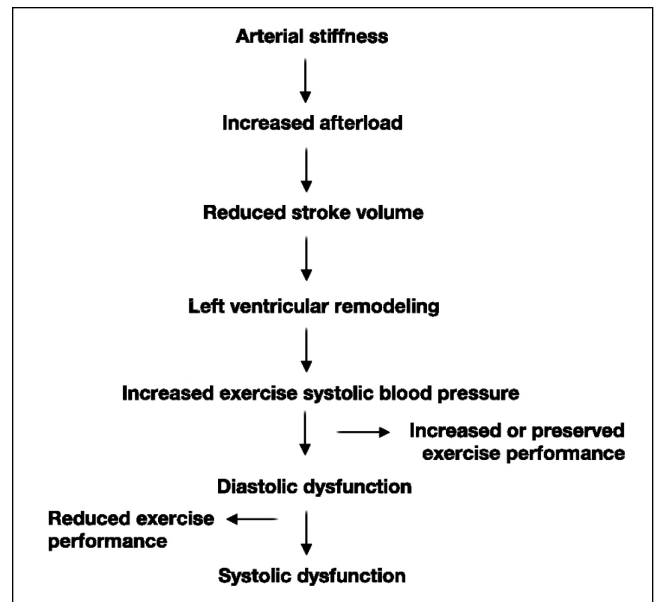 Arterial stiffness
Increased afterload
Reduced stroke volume
Left ventricular remodeling
Increased exercise systolic blood pressure
Increased or preserved
exercise performance
Diastolic dysfunction
Reduced exercise
performance
Systolic dysfunction